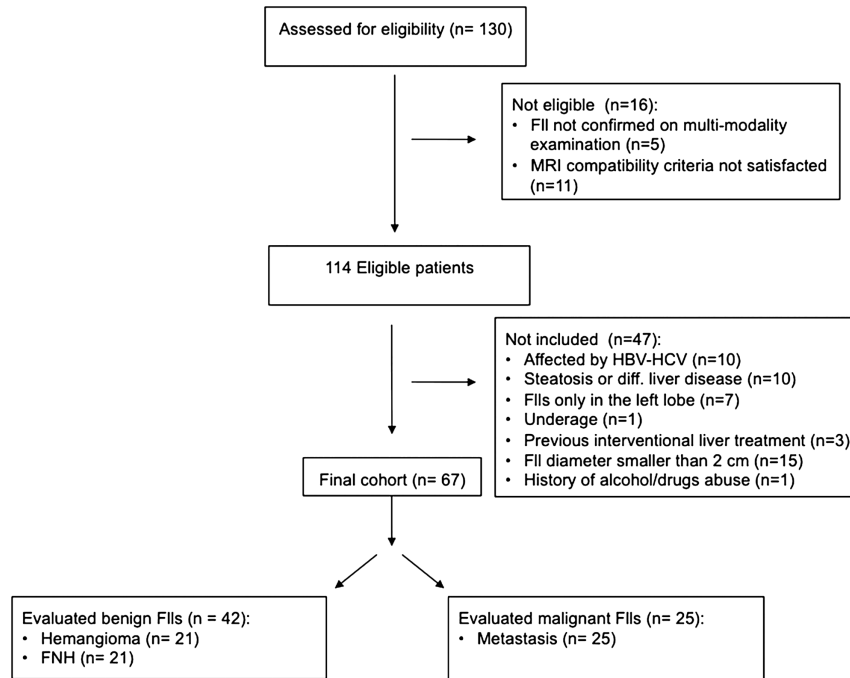 Assessed for eligibility (n= 130)
Not eligible (n=16):
• Fll not confirmed on multi-modality
examination (n=5)
• MRI compatibility criteria not satisfacted
(n=11)
114 Eligible patients
Not included (n=47):
• Affected by HBV-HCV (n=10)
• Steatosis or diff. liver disease (n=10)
• Flls only in the left lobe (n=7)
• Underage (n=1)
• Previous interventional liver treatment (n=3)
• Fll diameter smaller than 2 cm (n=15)
• History of alcohol/drugs abuse (n=1)
Final cohort (n= 67)
Evaluated benign Flls (n = 42):
• Hemangioma (n= 21)
• FNH (n= 21)
Evaluated malignant Flls (n= 25):
• Metastasis (n= 25)